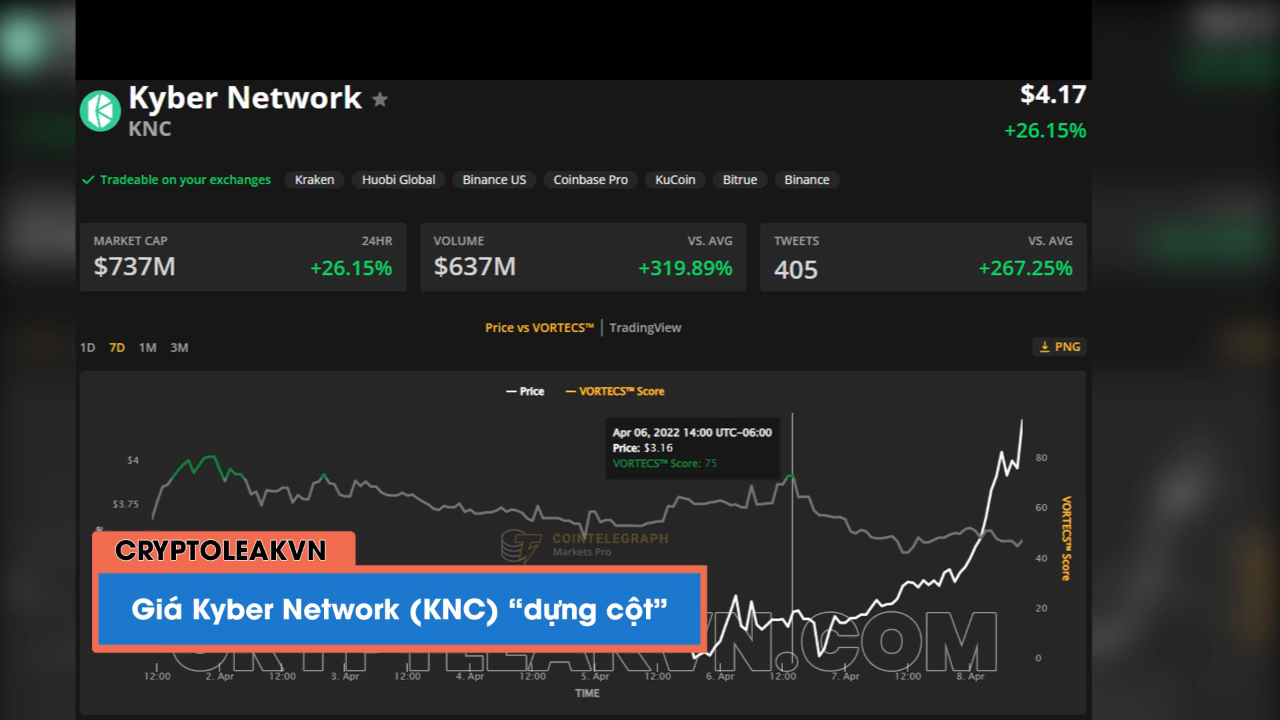 Kyber Network
KNC
$4.17
+26.15%
Tradeable on your exchanges Kraken Huobi Global Binance US Coinbase Pro KuCoin Bitrue Binance
MARKET CAP 24HR
$737M +26.15%
VOLUME VS. AVG
$637M +319.89%
TWEETS VS. AVG
405 +267.25%
Price vs VORTECS™ | TradingView
1D 7D 1M 3M
PNG
Price VORTECS™ Score
Apr 06, 2022 14:00 UTC-06:00
Price: $3.16
VORTECS™ Score: 75
$4
$3.75
80
60
40
20
0
VORTECS™ Score
COINTELEGRAPH
Markets Pro
CRYPTOLEAKVN
Giá Kyber Network (KNC) “dựng cột”
CRYPTOLEAKVN.COM
12:00 2. Apr 12:00 3. Apr 12:00 4. Apr 12:00 5. Apr 12:00 6. Apr 12:00 7. Apr 12:00 8. Apr
TIME